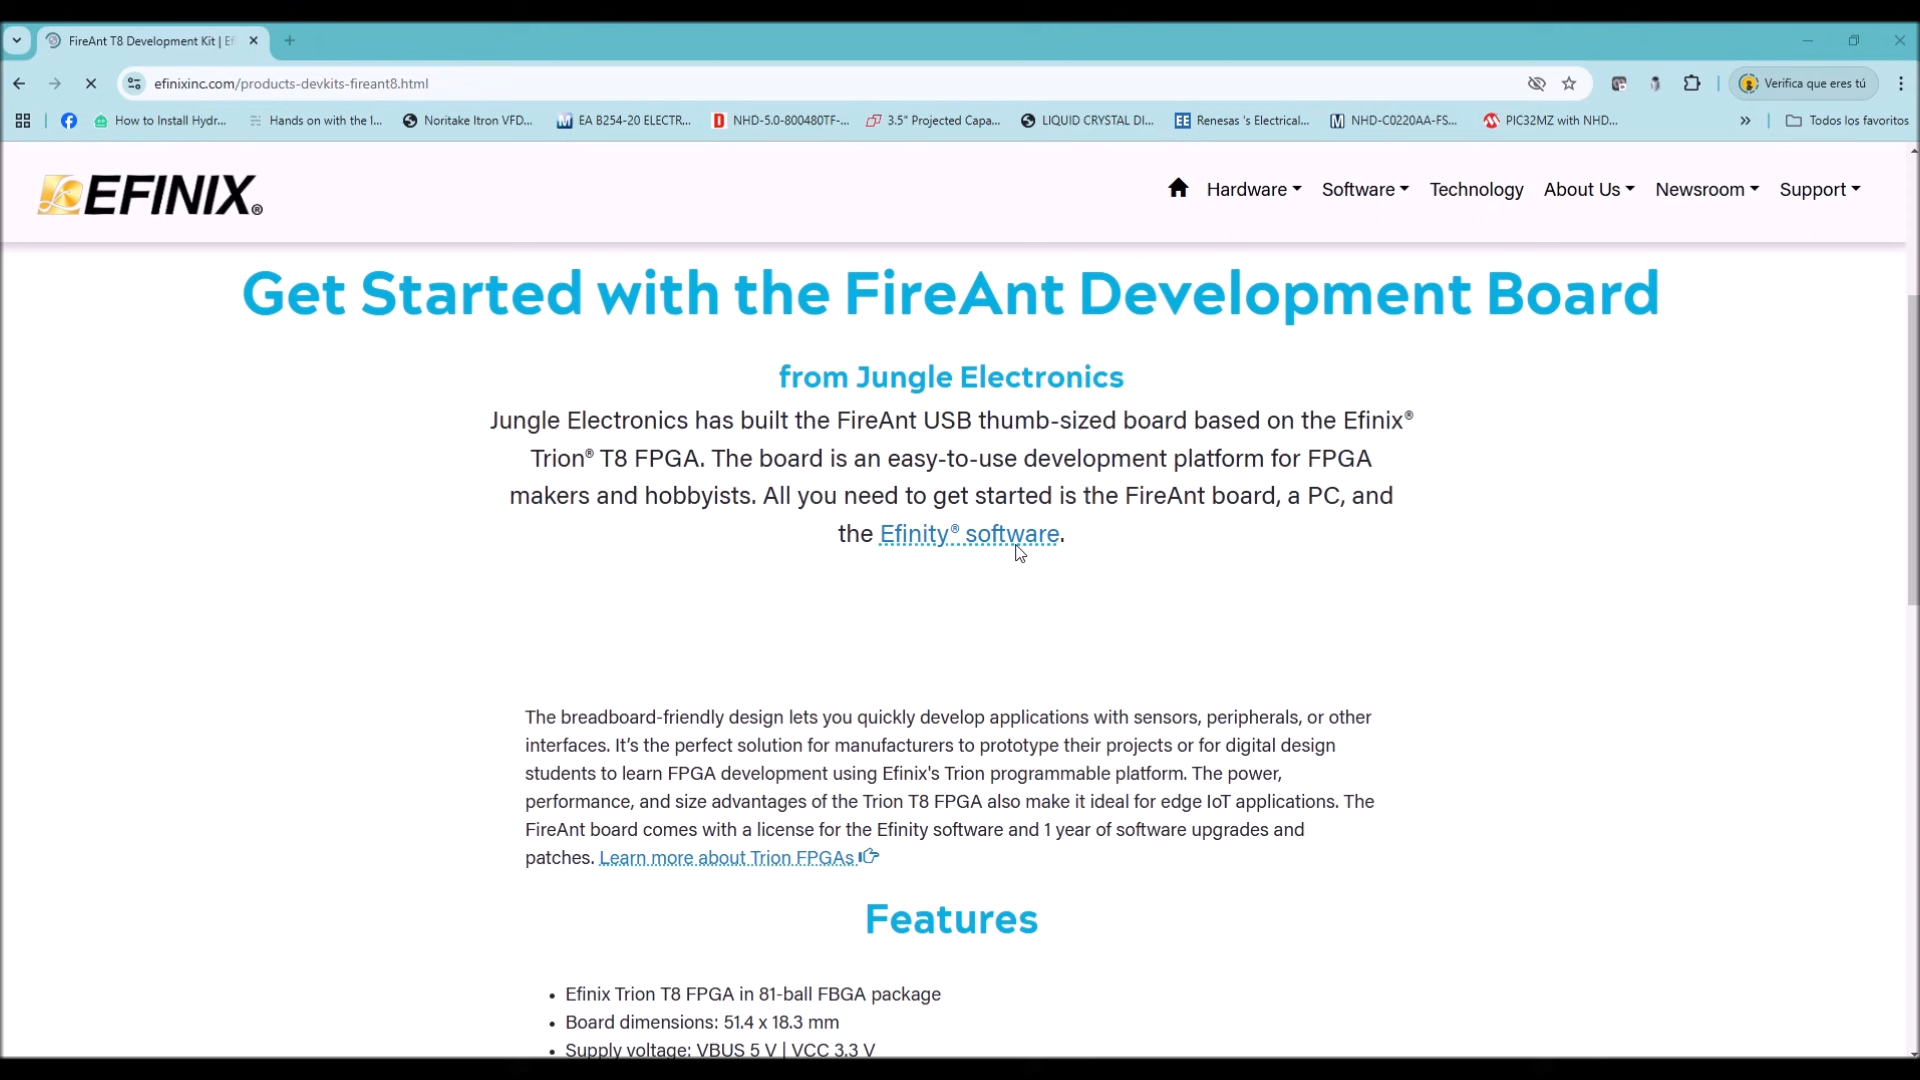 FireAnt T8 Development Kit | Ef
efinixinc.com/products-devkits-fireant8.html
Verifica que eres tú
How to Install Hydr...
Hands on with the I...
Noritake Itron VFD...
EA B254-20 ELECTR...
NHD-5.0-800480TF-...
3.5" Projected Capa...
LIQUID CRYSTAL DI...
Renesas 's Electrical...
NHD-C0220AA-FS...
PIC32MZ with NHD...
Todos los favoritos
EFINIX®
Hardware
Software
Technology
About Us
Newsroom
Support
Get Started with the FireAnt Development Board
from Jungle Electronics
Jungle Electronics has built the FireAnt USB thumb-sized board based on the Efinix®
Trion® T8 FPGA. The board is an easy-to-use development platform for FPGA
makers and hobbyists. All you need to get started is the FireAnt board, a PC, and
the Efinity® software.
The breadboard-friendly design lets you quickly develop applications with sensors, peripherals, or other
interfaces. It’s the perfect solution for manufacturers to prototype their projects or for digital design
students to learn FPGA development using Efinix's Trion programmable platform. The power,
performance, and size advantages of the Trion T8 FPGA also make it ideal for edge IoT applications. The
FireAnt board comes with a license for the Efinity software and 1 year of software upgrades and
patches. Learn more about Trion FPGAs
Features
• Efinix Trion T8 FPGA in 81-ball FBGA package
• Board dimensions: 51.4 x 18.3 mm
• Supply voltage: VBUS 5 V | VCC 3.3 V